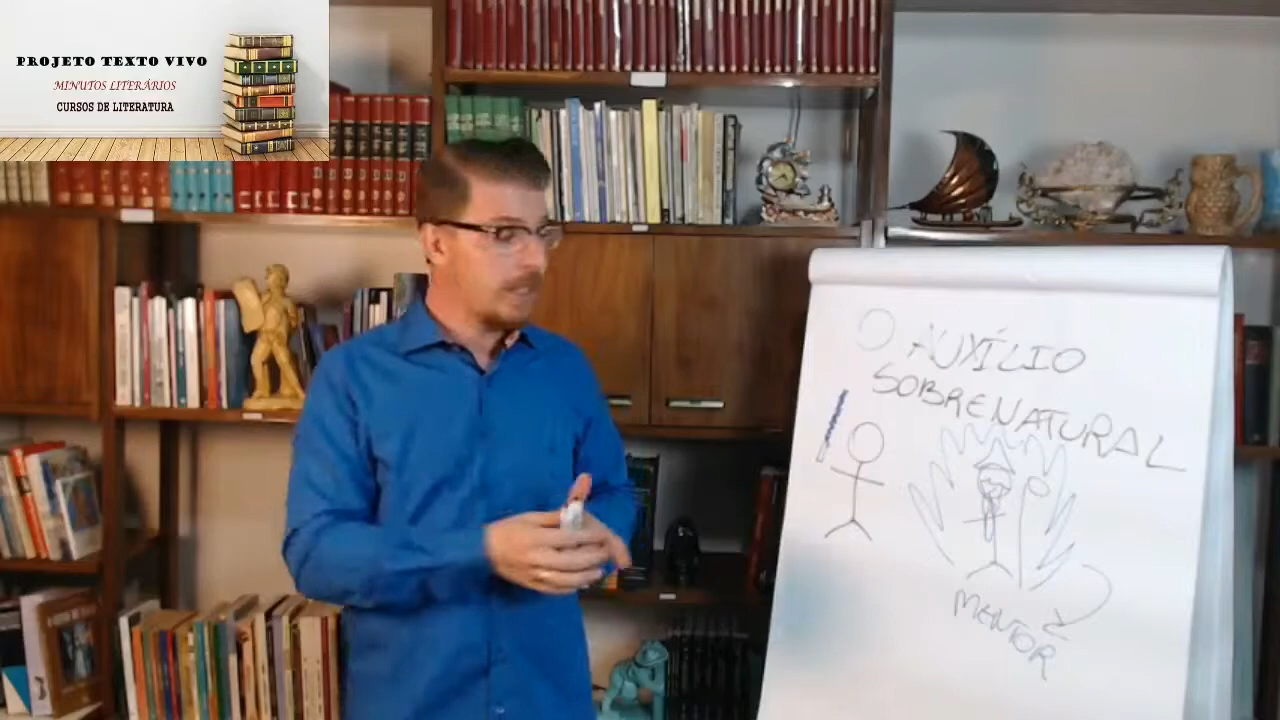 PROJETO TEXTO VIVO
MINUTOS LITERÁRIOS
CURSOS DE LITERATURA
O AUXÍLIO
SOBRENATURAL
MENTOR